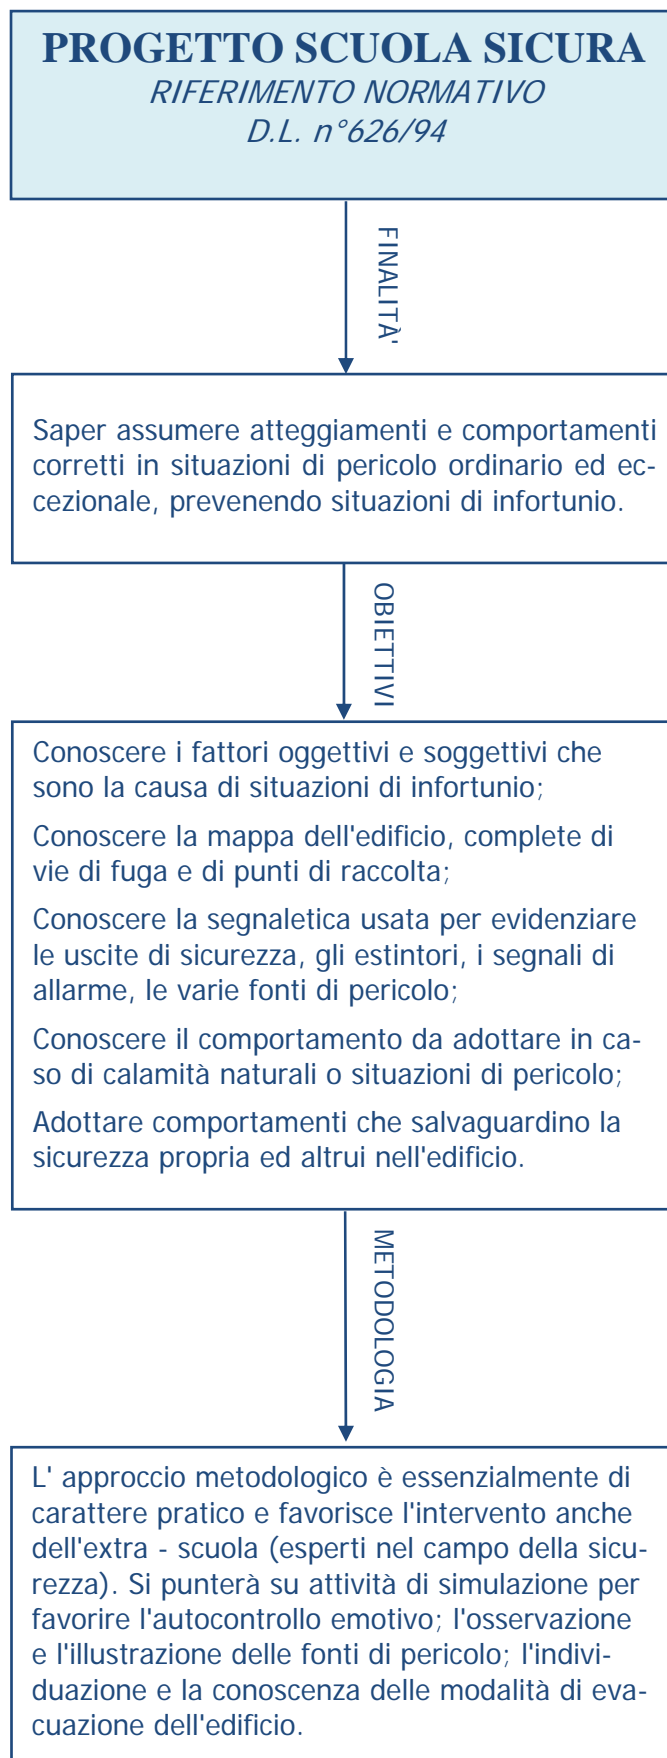 PROGETTO SCUOLA SICURA
RIFERIMENTO NORMATIVO
D.L. n°626/94
FINALITÀ'
Saper assumere atteggiamenti e comportamenti
corretti in situazioni di pericolo ordinario ed ec-
cezionale, prevenendo situazioni di infortunio.
OBIETTIVI
Conoscere i fattori oggettivi e soggettivi che
sono la causa di situazioni di infortunio;
Conoscere la mappa dell'edificio, complete di
vie di fuga e di punti di raccolta;
Conoscere la segnaletica usata per evidenziare
le uscite di sicurezza, gli estintori, i segnali di
allarme, le varie fonti di pericolo;
Conoscere il comportamento da adottare in ca-
so di calamità naturali o situazioni di pericolo;
Adottare comportamenti che salvaguardino la
sicurezza propria ed altrui nell'edificio.
METODOLOGIA
L' approccio metodologico è essenzialmente di
carattere pratico e favorisce l'intervento anche
dell'extra - scuola (esperti nel campo della sicu-
rezza). Si punterà su attività di simulazione per
favorire l'autocontrollo emotivo; l'osservazione
e l'illustrazione delle fonti di pericolo; l'indivi-
duazione e la conoscenza delle modalità di eva-
cuazione dell'edificio.